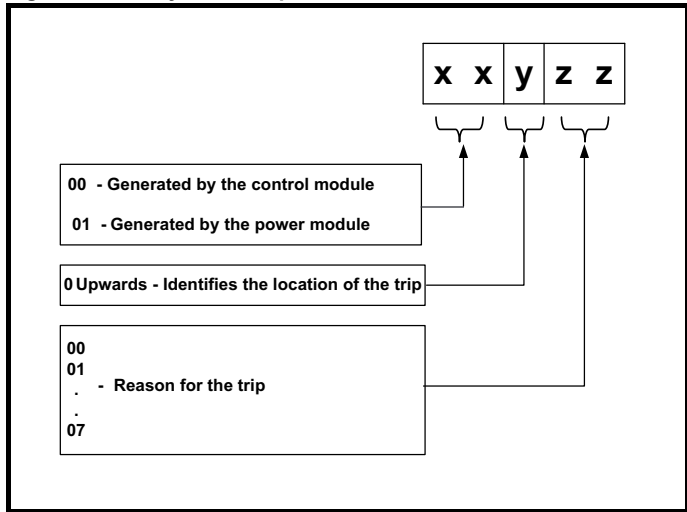 x x y z z
00 - Generated by the control module
01 - Generated by the power module
0 Upwards - Identifies the location of the trip
00
01
. - Reason for the trip
.
07